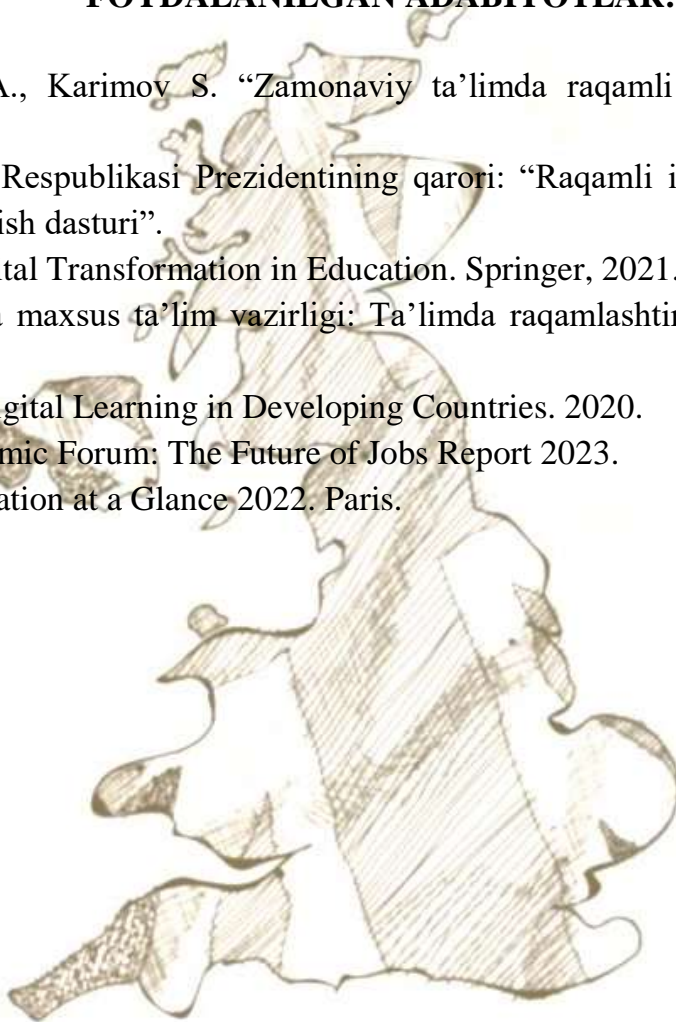 FOYDALANILGAN ADABIYOTLAR:
A., Karimov S. “Zamonaviy ta’limda raqamli
Respublikasi Prezidentining qarori: “Raqamli i
ish dasturi”.
ital Transformation in Education. Springer, 2021.
a maxsus ta’lim vazirligi: Ta’limda raqamlashtir
igital Learning in Developing Countries. 2020.
mic Forum: The Future of Jobs Report 2023.
ation at a Glance 2022. Paris.